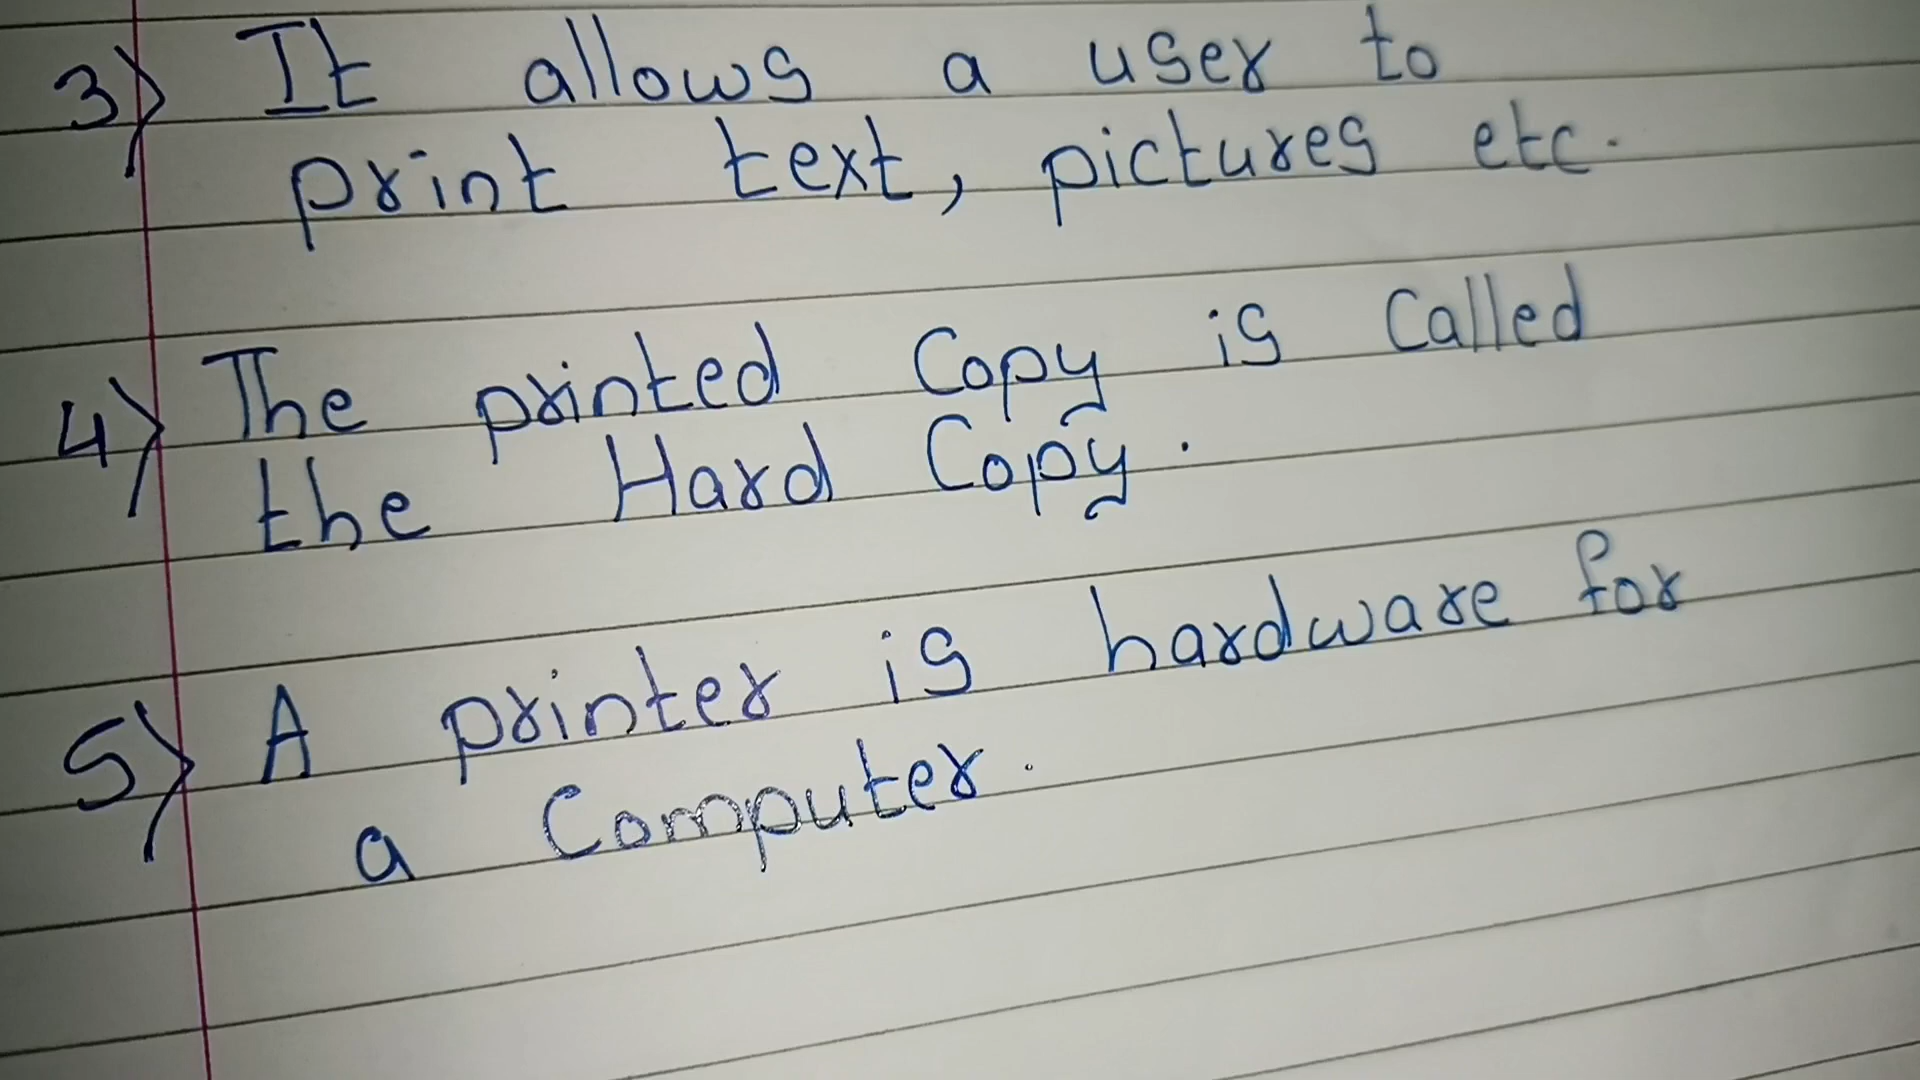 3) It allows a user to
print text, pictures etc.
4) The printed Copy is Called
the Hard Copy.
5) A printer is hardware for
a Computer.